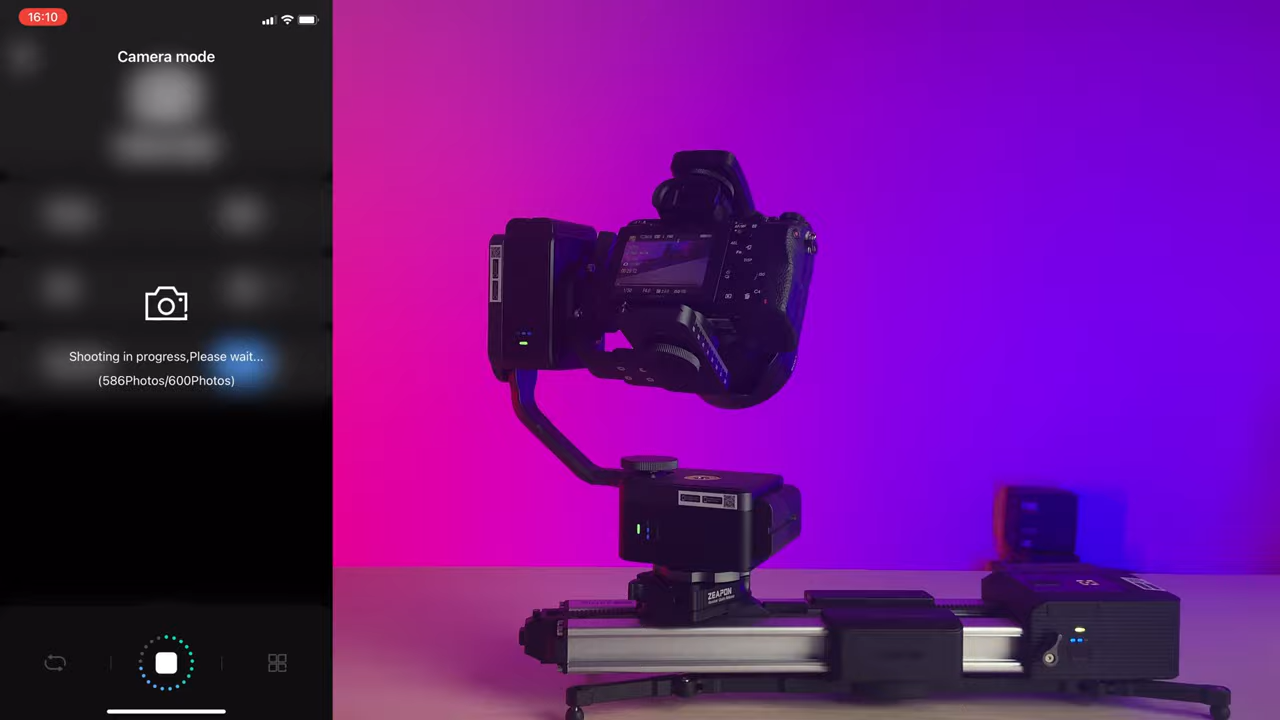 16:10
Camera mode
Shooting in progress,Please wait...
(586Photos/600Photos)
ZEAPON